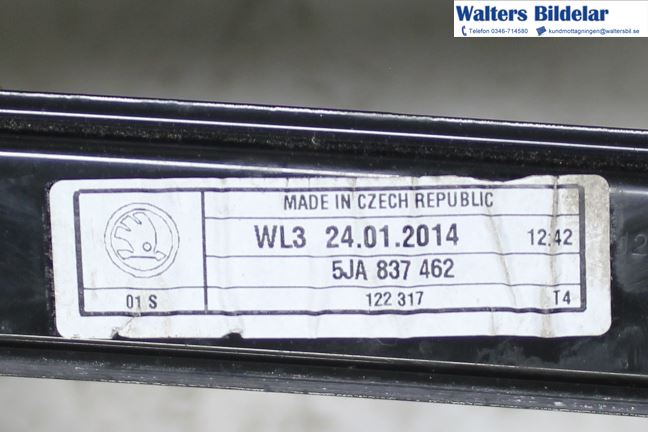 Walters Bildelar
Telefon 0346-714580 kundmottagningen@waltersbil.se
MADE IN CZECH REPUBLIC
WL3 24.01.2014 12:42
5JA 837 462
01 S 122 317 T4